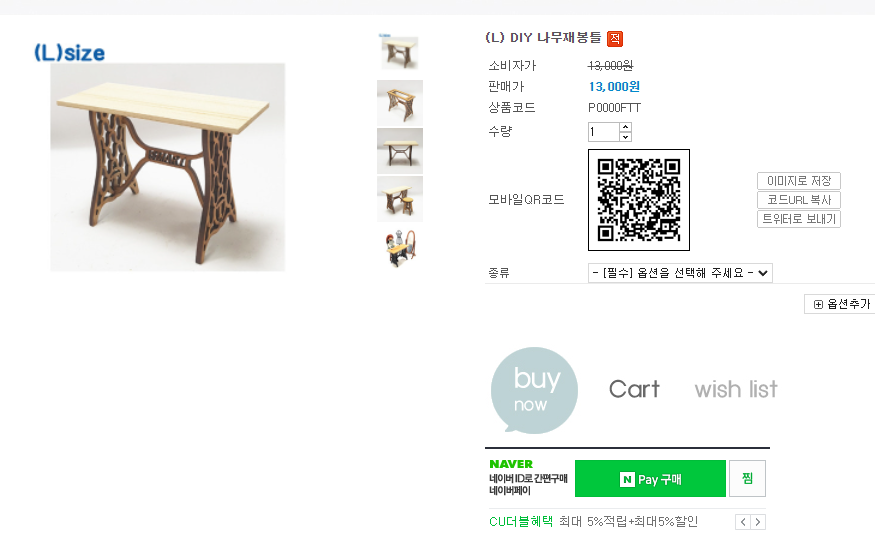 (L)size
(L) DIY 나무재봉틀 적
소비자가 13,000원
판매가 13,000원
상품코드 P0000FTT
수량 1
모바일QR코드
이미지로 저장
코드URL 복사
트위터로 보내기
종류 - [필수] 옵션을 선택해 주세요 -
옵션추가
buy
now
Cart
wish list
NAVER
네이버 ID로 간편구매
네이버페이
N Pay 구매
찜
CU더블혜택 최대 5%적립+최대5%할인